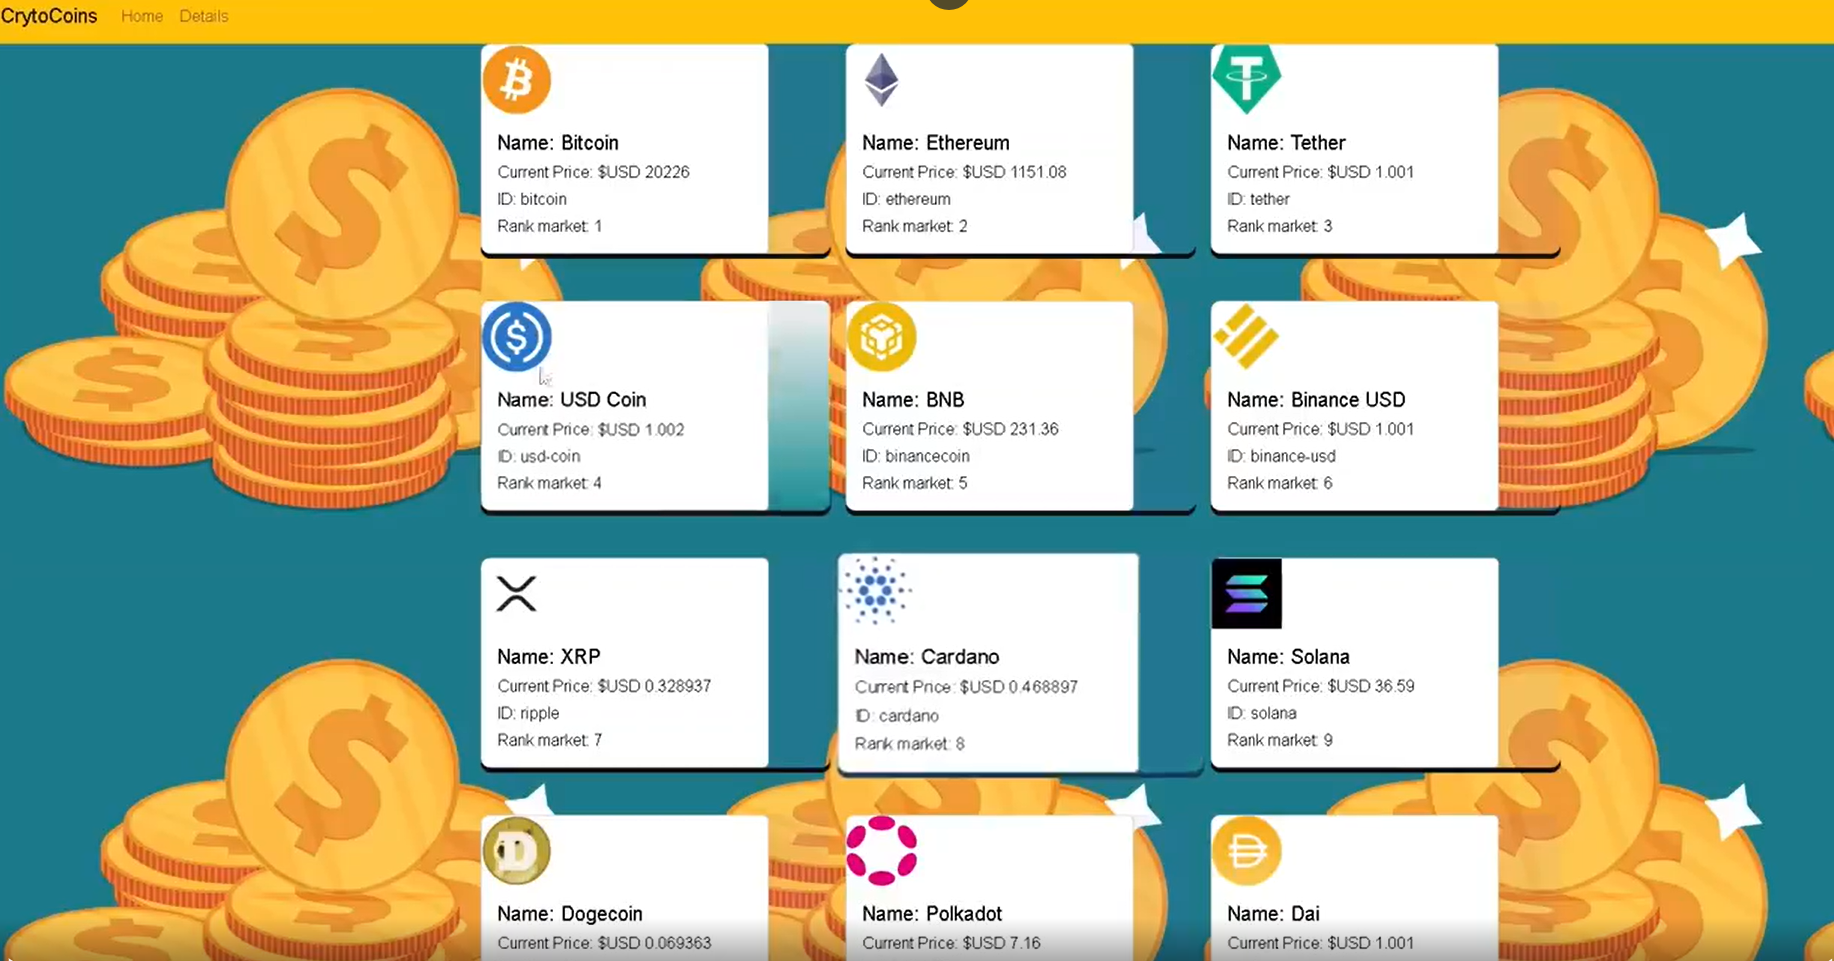 CrytoCoins Home Details
Name: Bitcoin
Current Price: $USD 20226
ID: bitcoin
Rank market: 1
Name: Ethereum
Current Price: $USD 1151.08
ID: ethereum
Rank market: 2
Name: Tether
Current Price: $USD 1.001
ID: tether
Rank market: 3
Name: USD Coin
Current Price: $USD 1.002
ID: usd-coin
Rank market: 4
Name: BNB
Current Price: $USD 231.36
ID: binancecoin
Rank market: 5
Name: Binance USD
Current Price: $USD 1.001
ID: binance-usd
Rank market: 6
Name: XRP
Current Price: $USD 0.328937
ID: ripple
Rank market: 7
Name: Cardano
Current Price: $USD 0.468897
ID: cardano
Rank market: 8
Name: Solana
Current Price: $USD 36.59
ID: solana
Rank market: 9
Name: Dogecoin
Current Price: $USD 0.069363
Name: Polkadot
Current Price: $USD 7.16
Name: Dai
Current Price: $USD 1.001